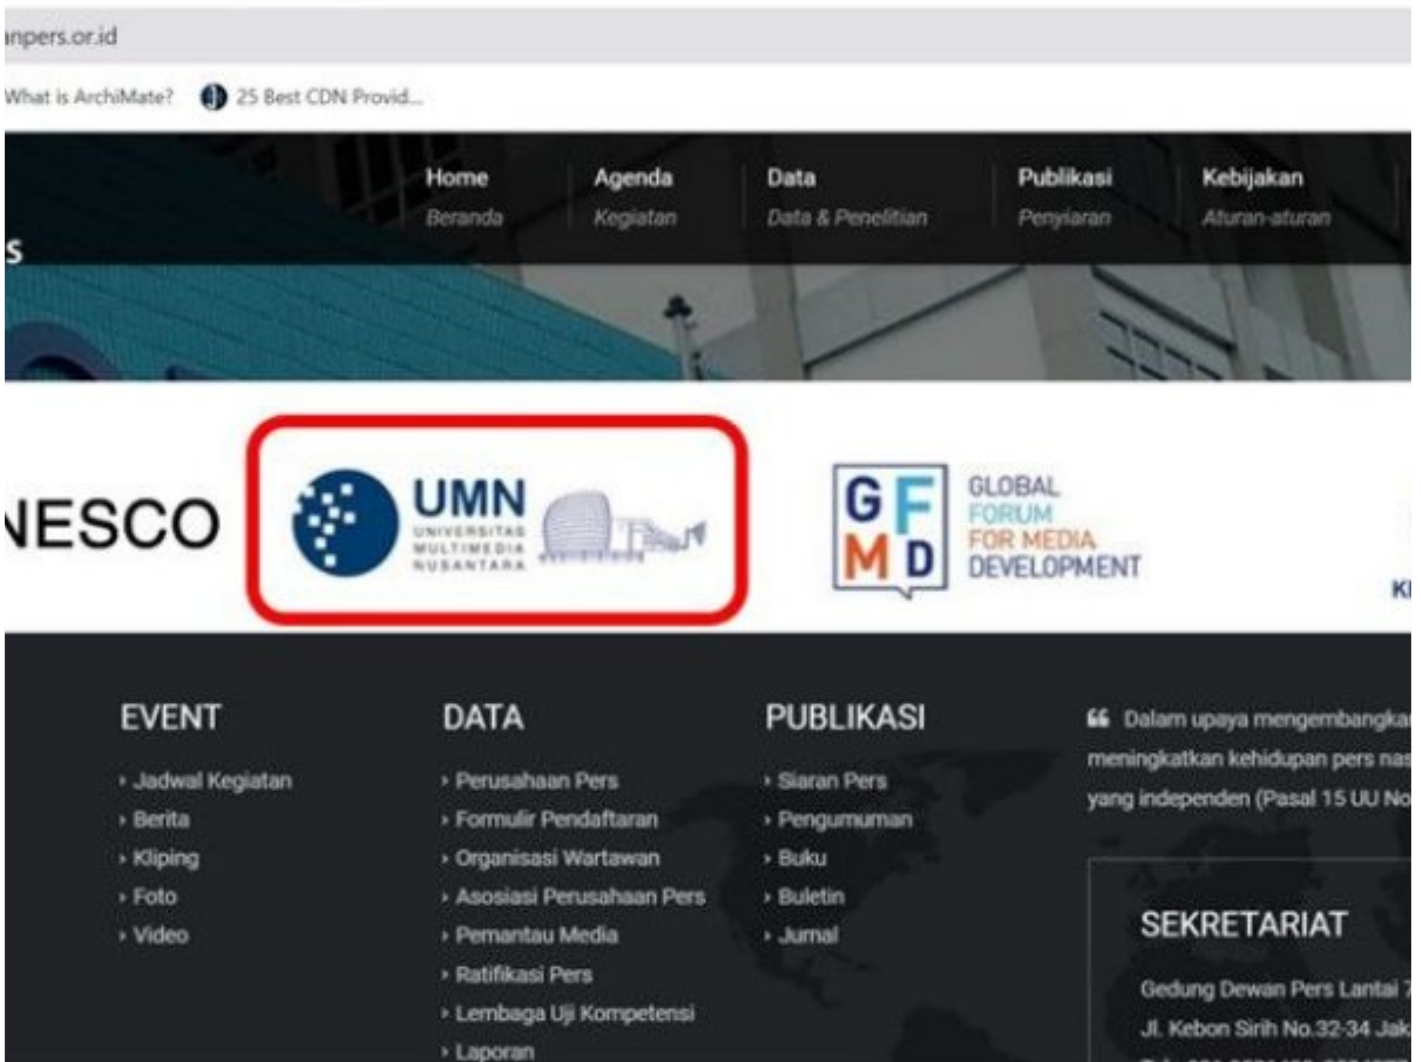 anpers.or.id
What is ArchiMate? 25 Best CDN Provid...
Home Agenda Data Publikasi Kebijakan
Beranda Kegiatan Data & Penelitian Penyiaran Aturan-aturan
S
NESCO
UMN
UNIVERSITAS
MULTIMEDIA
NUSANTARA
G F
M D
GLOBAL
FORUM
FOR MEDIA
DEVELOPMENT
KI
EVENT
Jadwal Kegiatan
Berita
Kliping
Foto
Video
DATA
Perusahaan Pers
Formulir Pendaftaran
Organisasi Wartawan
Asosiasi Perusahaan Pers
Pemantau Media
Ratifikasi Pers
Lembaga Uji Kompetensi
Laporan
PUBLIKASI
Siaran Pers
Pengumuman
Buku
Buletin
Jurnal
Dalam upaya mengembangka
meningkatkan kehidupan pers nas
yang independen (Pasal 15 UU No
SEKRETARIAT
Gedung Dewan Pers Lantai 7
Jl. Kebon Sirih No.32-34 Jak